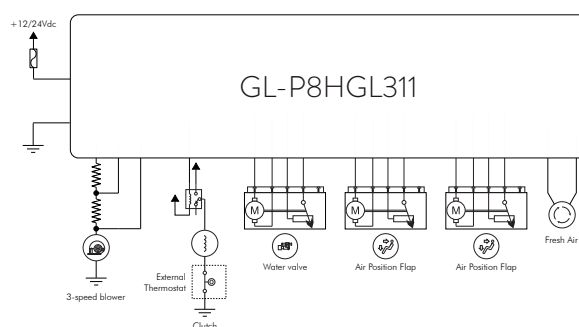 +12/24Vdc
GL-P8HGL311
M
M
M
3-speed blower
External
Thermostat
Clutch
Water valve
Air Position Flap
Air Position Flap
Fresh Air